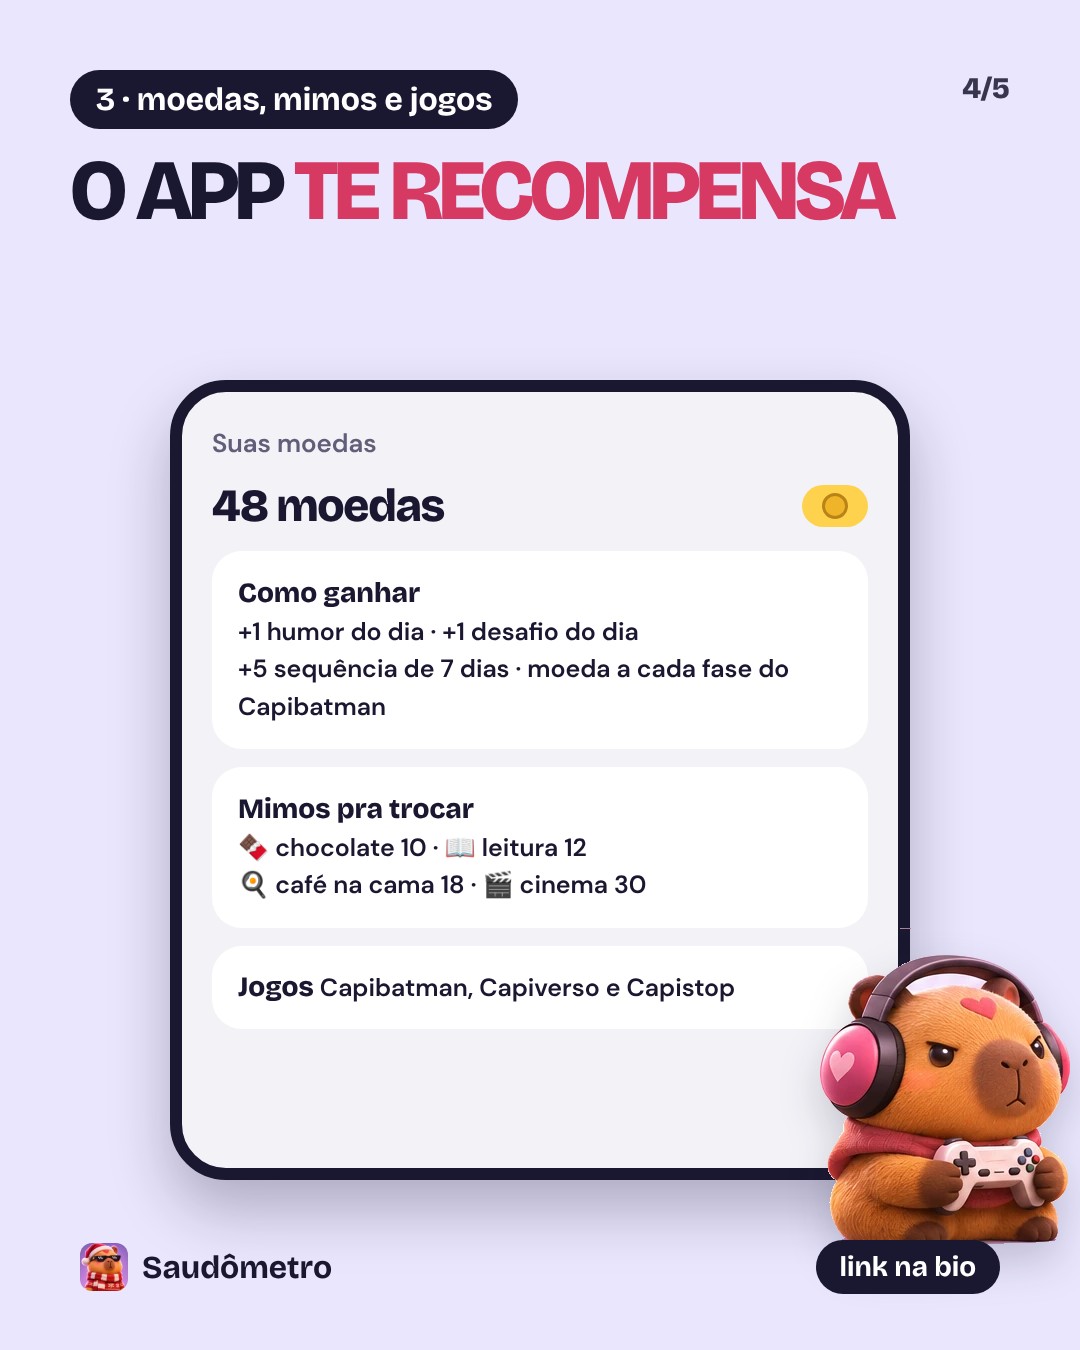 3 · moedas, mimos e jogos
4/5
O APP TE RECOMPENSA
Suas moedas
48 moedas
Como ganhar
+1 humor do dia · +1 desafio do dia
+5 sequência de 7 dias · moeda a cada fase do
Capibatman
Mimos pra trocar
🍫 chocolate 10 · 📖 leitura 12
🍳 café na cama 18 · 🎬 cinema 30
Jogos Capibatman, Capiverso e Capistop
Saudômetro
link na bio